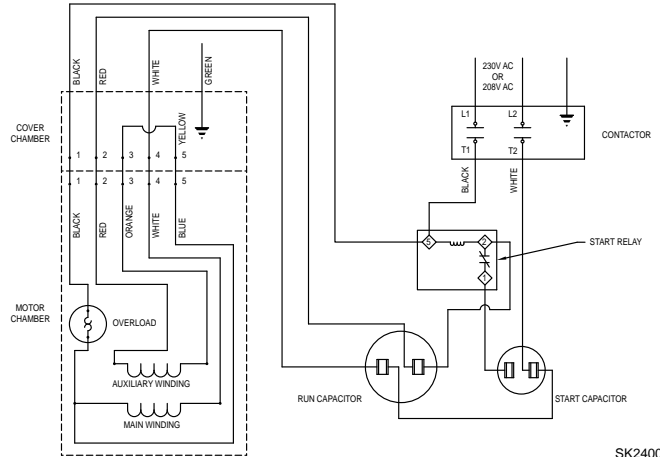 BLACK
RED
WHITE
GREEN
230V AC
OR
208V AC
COVER
CHAMBER
YELLOW
L1
L2
CONTACTOR
T1
T2
1
2
3
4
5
1
2
3
4
5
BLACK
WHITE
BLACK
RED
ORANGE
WHITE
BLUE
5
2
1
START RELAY
MOTOR
CHAMBER
OVERLOAD
AUXILIARY WINDING
MAIN WINDING
RUN CAPACITOR
START CAPACITOR
SK2400